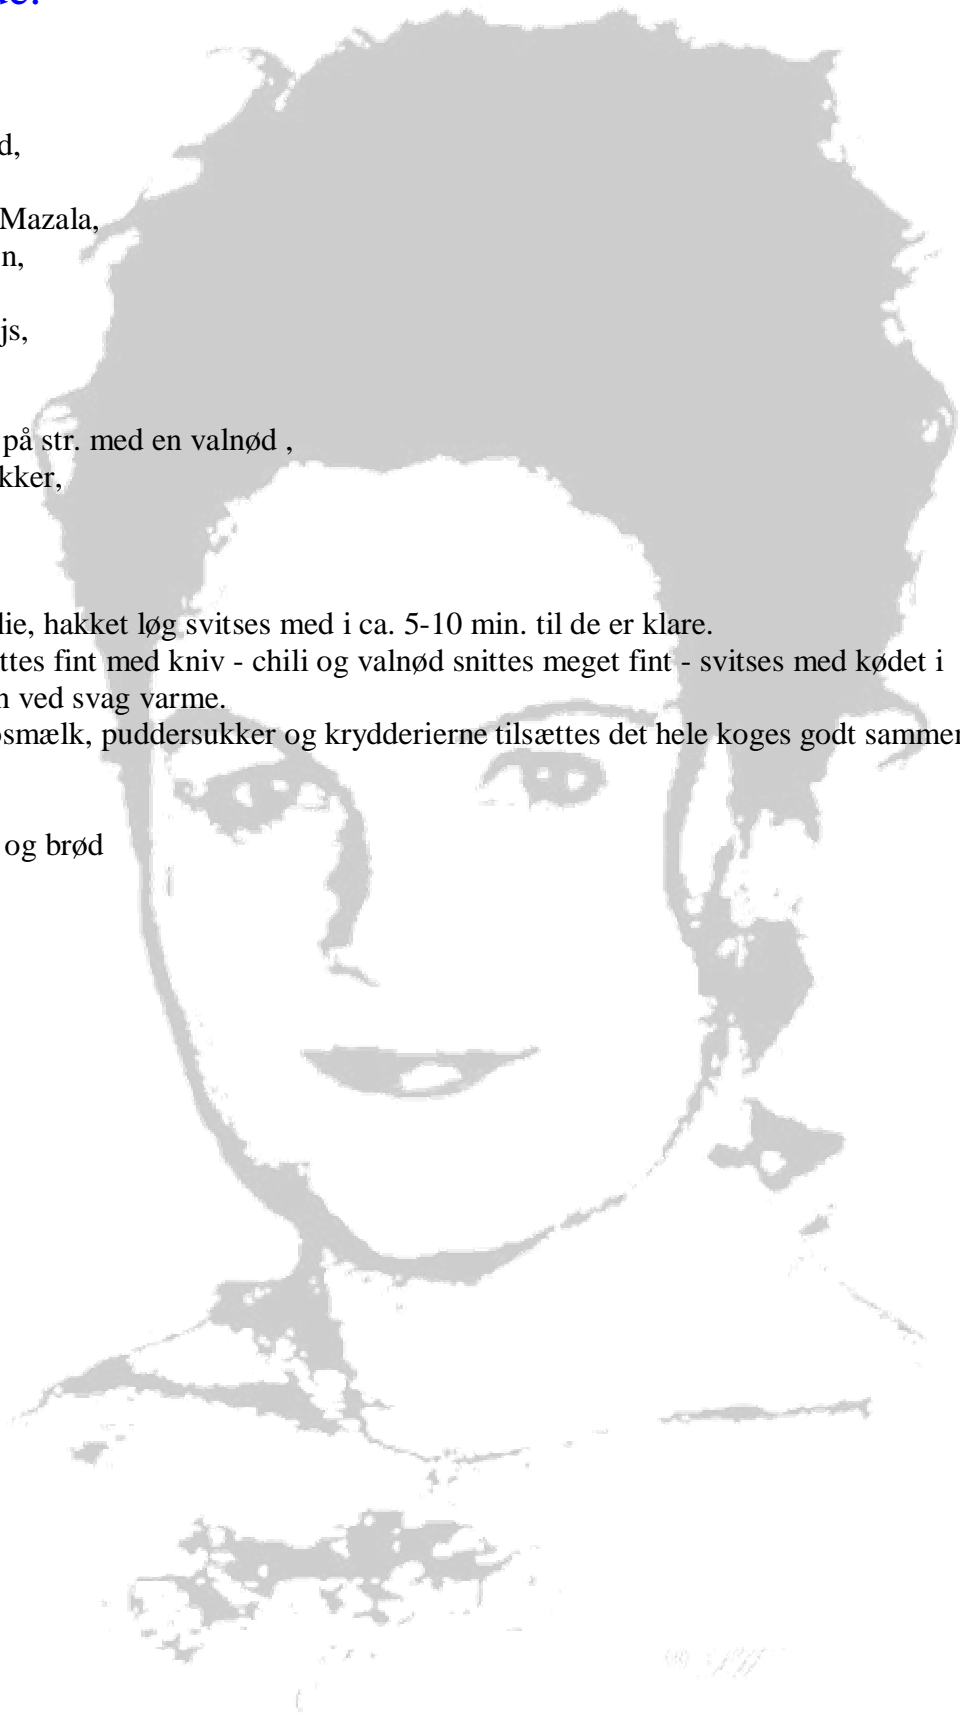 d,
Mazala,
n,
js,
på str. med en valnød ,
kker,
lie, hakket løg svitses med i ca. 5-10 min. til de er klare.
ttes fint med kniv - chili og valnød snittes meget fint - svitses med kødet i
n ved svag varme.
osmælk, puddersukker og krydderierne tilsættes det hele koges godt sammen
og brød